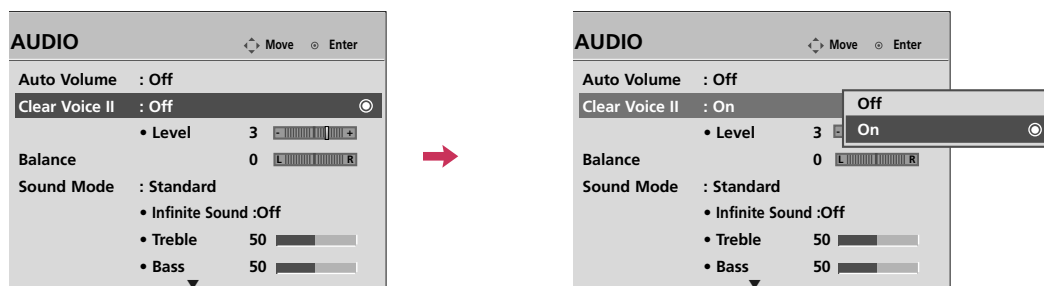 AUDIO Move Enter
Auto Volume : Off
Clear Voice II : Off
• Level 3 - +
Balance 0 L R
Sound Mode : Standard
• Infinite Sound :Off
• Treble 50
• Bass 50
AUDIO Move Enter
Auto Volume : Off
Clear Voice II : On
Off
On
• Level 3 -
Balance 0 L R
Sound Mode : Standard
• Infinite Sound :Off
• Treble 50
• Bass 50